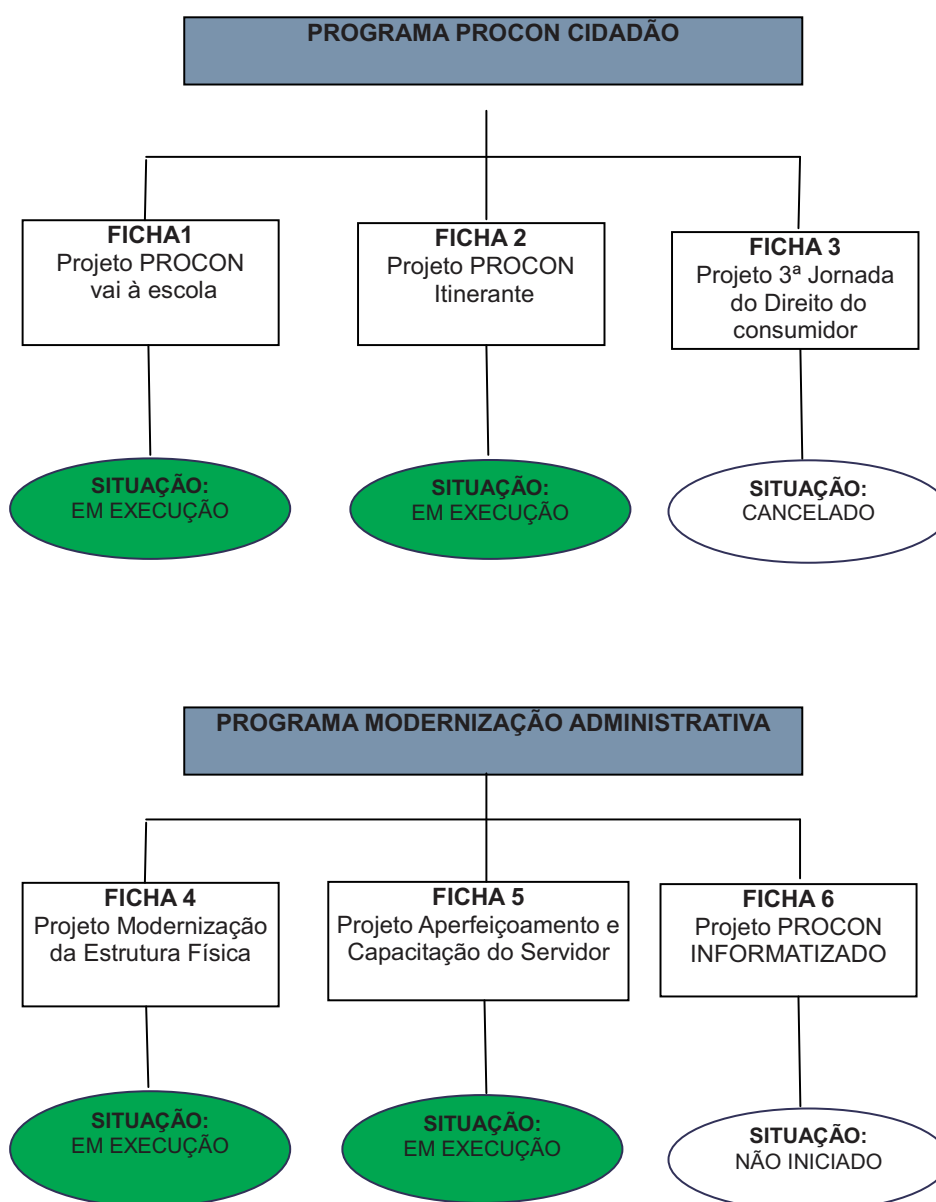 PROGRAMA PROCON CIDADÃO
FICHA1
Projeto PROCON
vai à escola
FICHA 2
Projeto PROCON
Itinerante
FICHA 3
Projeto 3ª Jornada
do Direito do
consumidor
SITUAÇÃO:
EM EXECUÇÃO
SITUAÇÃO:
EM EXECUÇÃO
SITUAÇÃO:
CANCELADO
PROGRAMA MODERNIZAÇÃO ADMINISTRATIVA
FICHA 4
Projeto Modernização
da Estrutura Física
FICHA 5
Projeto Aperfeiçoamento e
Capacitação do Servidor
FICHA 6
Projeto PROCON
INFORMATIZADO
SITUAÇÃO:
EM EXECUÇÃO
SITUAÇÃO:
EM EXECUÇÃO
SITUAÇÃO:
NÃO INICIADO